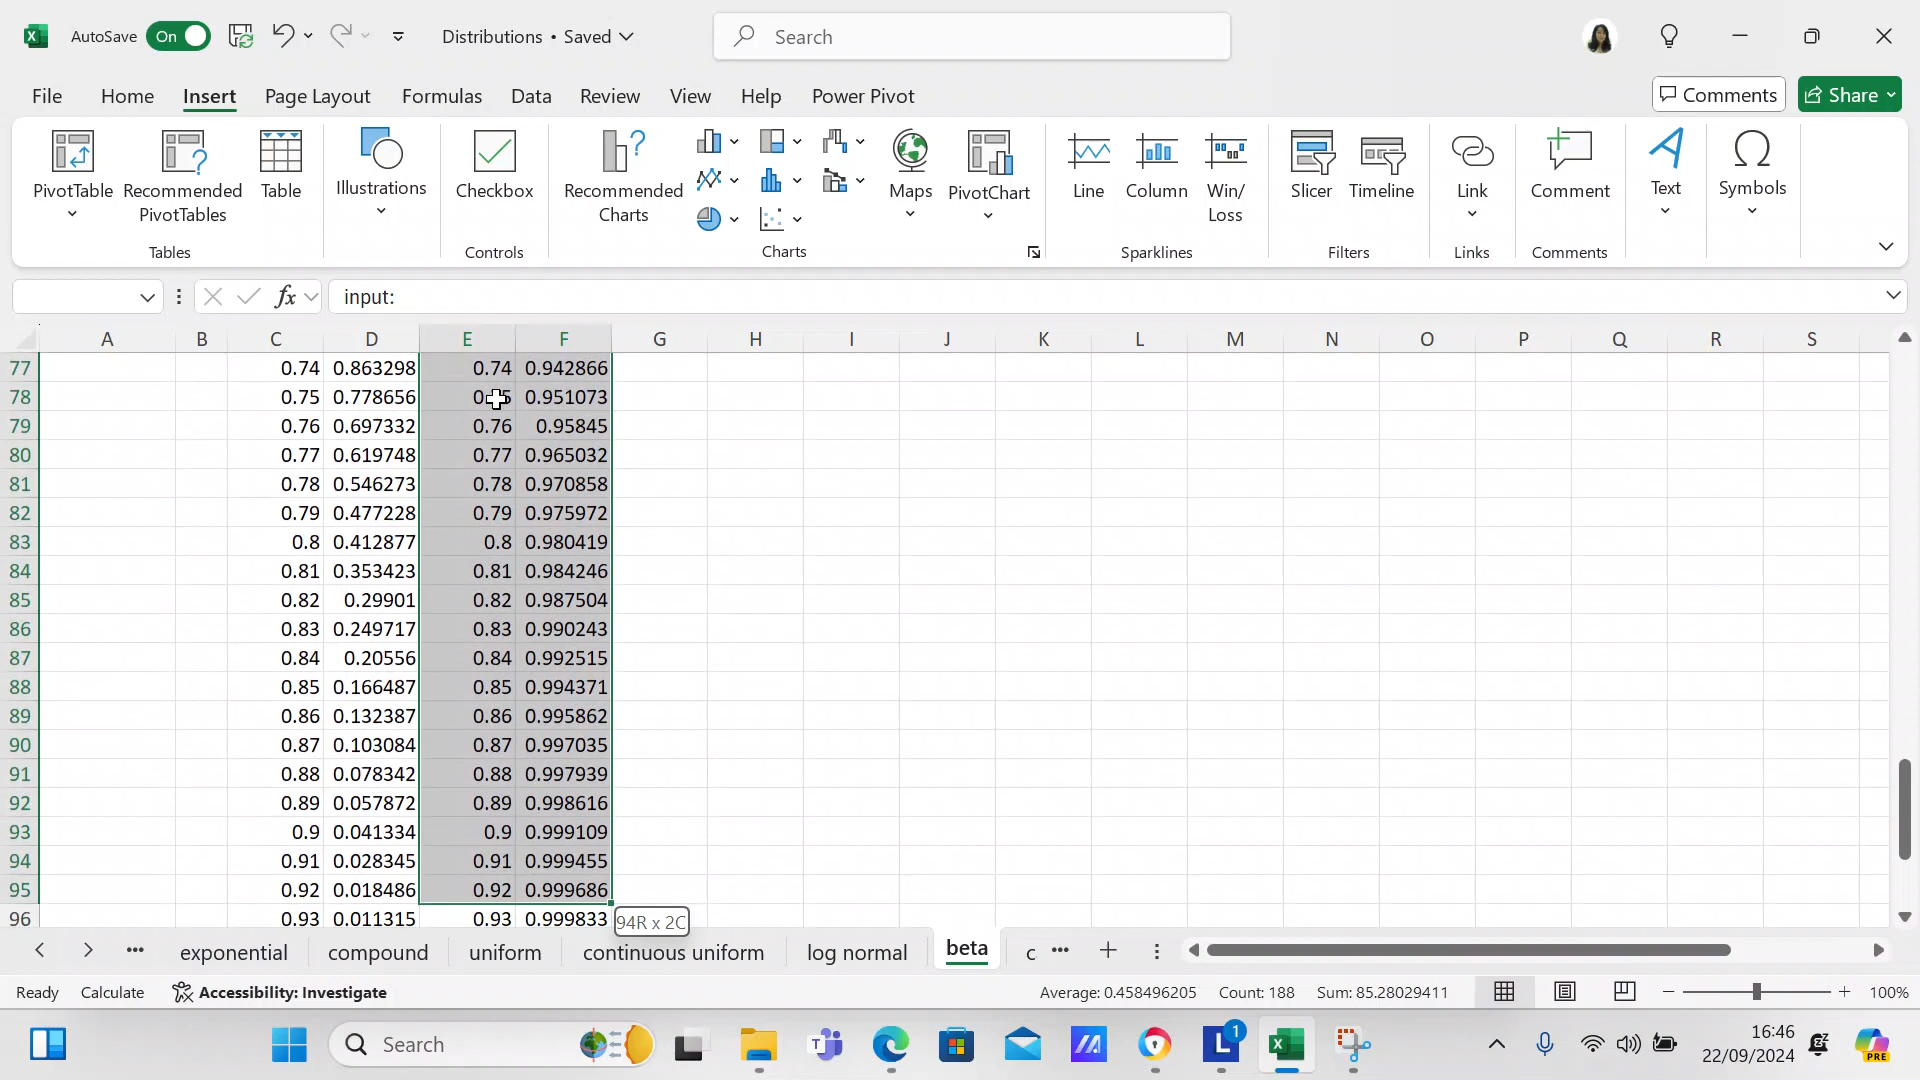 AutoSave On Distributions • Saved Search
File Home Insert Page Layout Formulas Data Review View Help Power Pivot Comments Share
PivotTable Recommended PivotTables Table Illustrations Checkbox Recommended Charts Maps PivotChart Line Column Win/Loss Slicer Timeline Link Comment Text Symbols
Tables Controls Charts Sparklines Filters Links Comments
fx input:
A B C D E F G H I J K L M N O P Q R S
77 0.74 0.863298 0.74 0.942866
78 0.75 0.778656 0.951073
79 0.76 0.697332 0.76 0.95845
80 0.77 0.619748 0.77 0.965032
81 0.78 0.546273 0.78 0.970858
82 0.79 0.477228 0.79 0.975972
83 0.8 0.412877 0.8 0.980419
84 0.81 0.353423 0.81 0.984246
85 0.82 0.29901 0.82 0.987504
86 0.83 0.249717 0.83 0.990243
87 0.84 0.20556 0.84 0.992515
88 0.85 0.166487 0.85 0.994371
89 0.86 0.132387 0.86 0.995862
90 0.87 0.103084 0.87 0.997035
91 0.88 0.078342 0.88 0.997939
92 0.89 0.057872 0.89 0.998616
93 0.9 0.041334 0.9 0.999109
94 0.91 0.028345 0.91 0.999455
95 0.92 0.018486 0.92 0.999686
96 0.93 0.011315 0.93 0.999833 94R x 2C
exponential compound uniform continuous uniform log normal beta c
Ready Calculate Accessibility: Investigate Average: 0.458496205 Count: 188 Sum: 85.28029411 100%
Search 1 16:46
22/09/2024 PRE